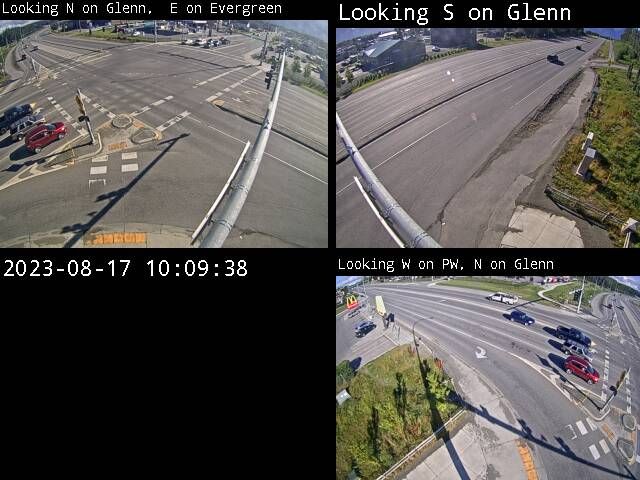 Looking N on Glenn,  E on Evergreen
Looking S on Glenn
2023-08-17 10:09:38
Looking W on PW, N on Glenn